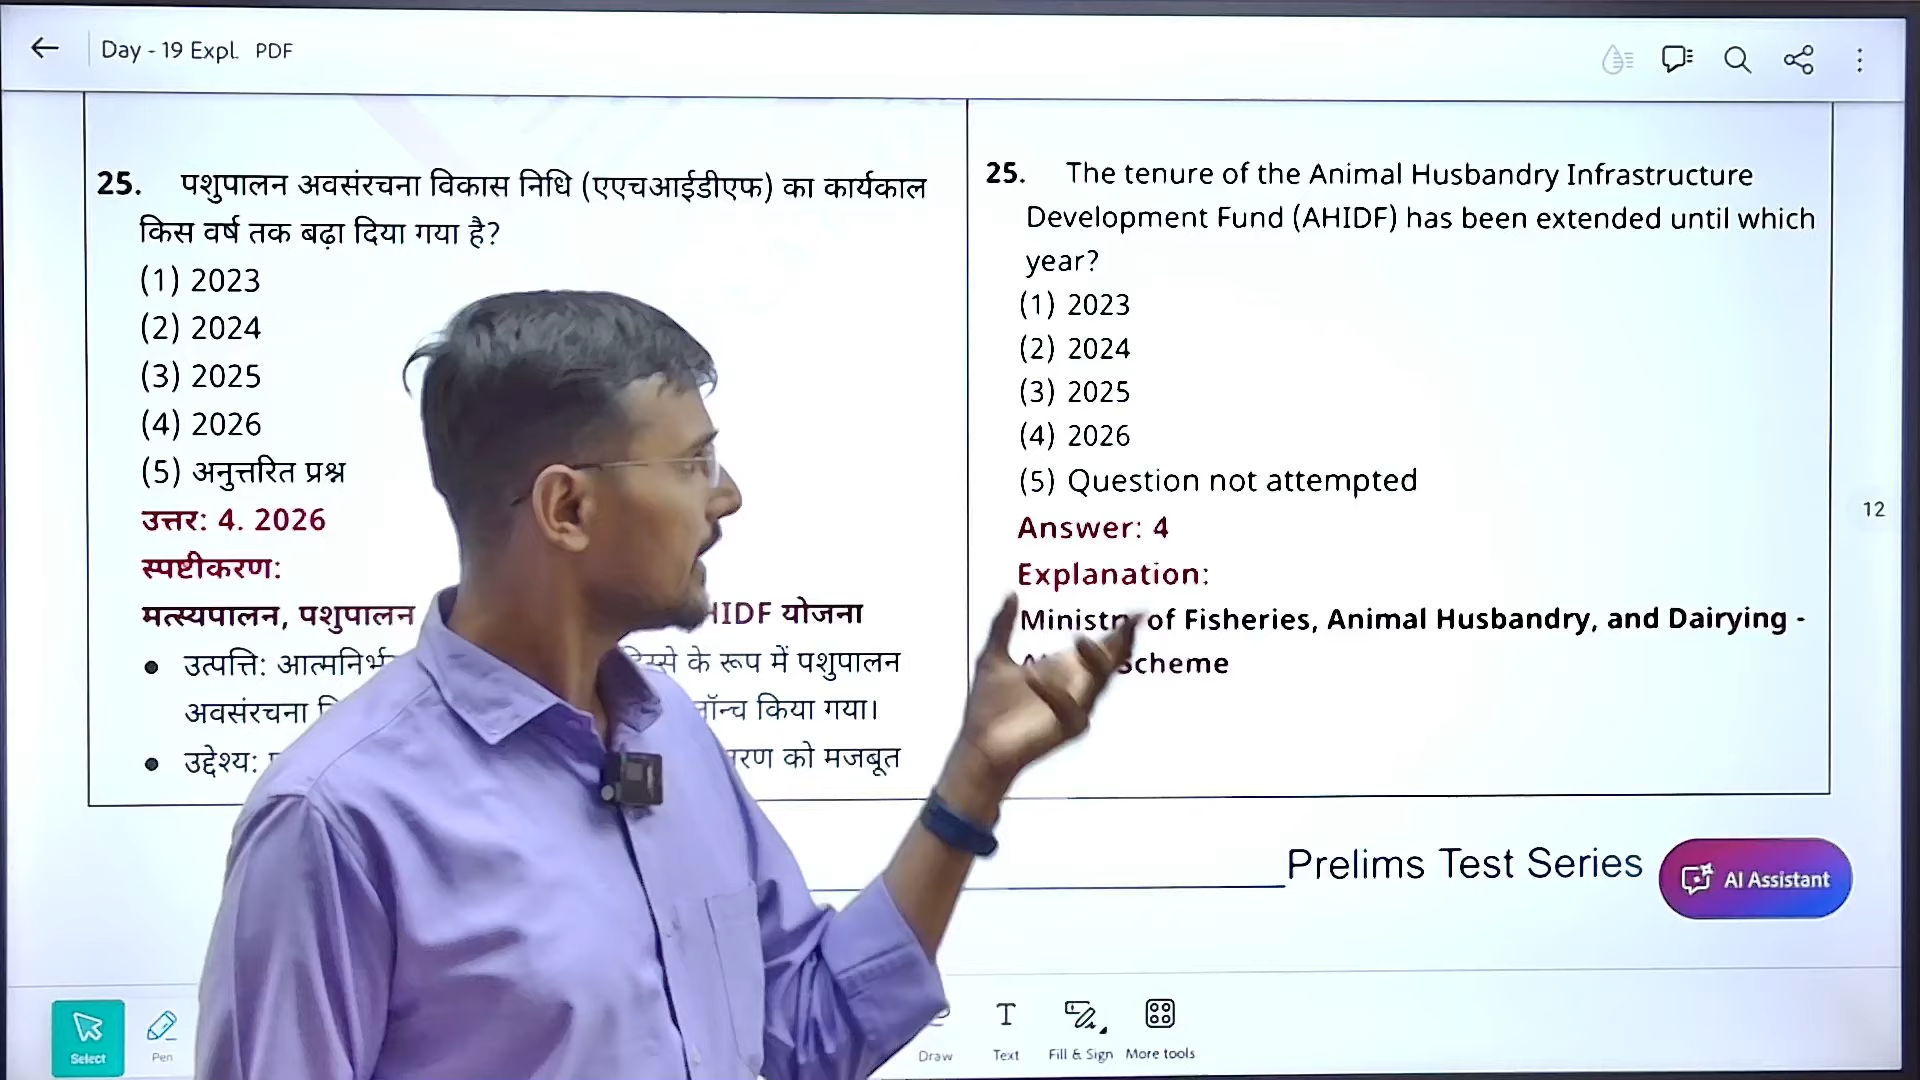 Day - 19 Expl. PDF
25. पशुपालन अवसंरचना विकास निधि (एएचआईडीएफ) का कार्यकाल
किस वर्ष तक बढ़ा दिया गया है?
(1) 2023
(2) 2024
(3) 2025
(4) 2026
(5) अनुत्तरित प्रश्न
उत्तर: 4. 2026
स्पष्टीकरण:
मत्स्यपालन, पशुपालन HIDF योजना
उत्पत्ति: के रूप में पशुपालन
अवसंरचना किया गया।
उद्देश्य: को मजबूत
25. The tenure of the Animal Husbandry Infrastructure
Development Fund (AHIDF) has been extended until which
year?
(1) 2023
(2) 2024
(3) 2025
(4) 2026
(5) Question not attempted
Answer: 4
Explanation:
Ministry of Fisheries, Animal Husbandry, and Dairying -
Scheme
12
Prelims Test Series
AI Assistant
Select
Pen
Draw
Text
Fill & Sign
More tools